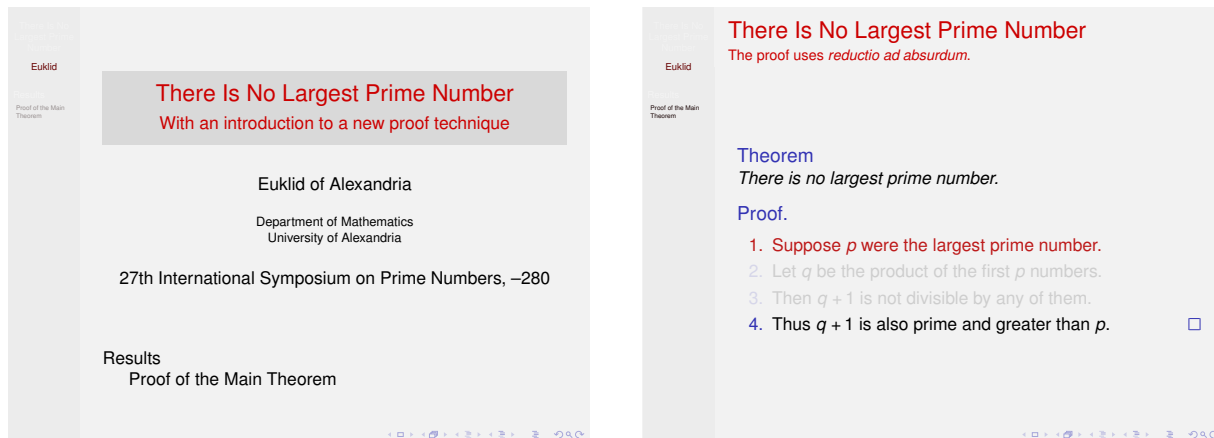 Euklid
Proof of the Main
Theorem
There Is No Largest Prime Number
With an introduction to a new proof technique
Euklid of Alexandria
Department of Mathematics
University of Alexandria
27th International Symposium on Prime Numbers, –280
Results
Proof of the Main Theorem
Euklid
Proof of the Main
Theorem
There Is No Largest Prime Number
The proof uses reductio ad absurdum.
Theorem
There is no largest prime number.
Proof.
1. Suppose p were the largest prime number.
2. Let q be the product of the first p numbers.
3. Then q + 1 is not divisible by any of them.
4. Thus q + 1 is also prime and greater than p.